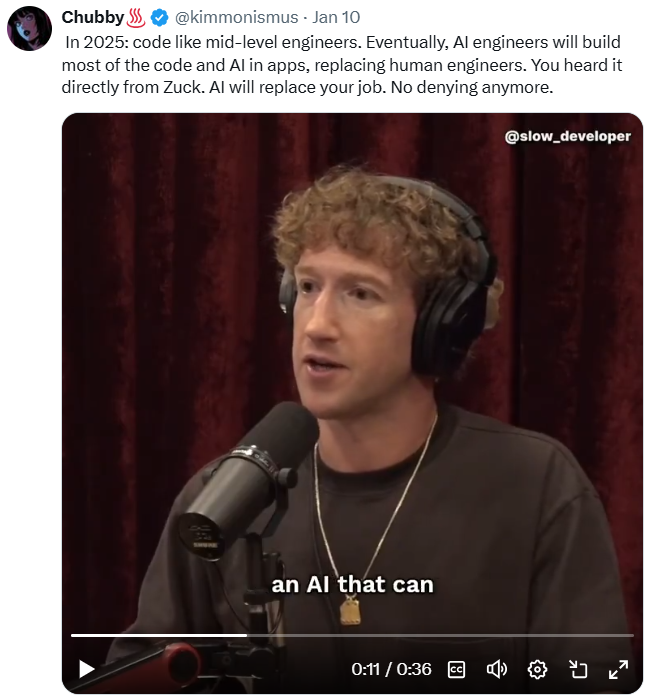 Chubby♨️ @kimmonismus · Jan 10
In 2025: code like mid-level engineers. Eventually, AI engineers will build
most of the code and AI in apps, replacing human engineers. You heard it
directly from Zuck. AI will replace your job. No denying anymore.
@slow_developer
an AI that can
0:11 / 0:36 CC